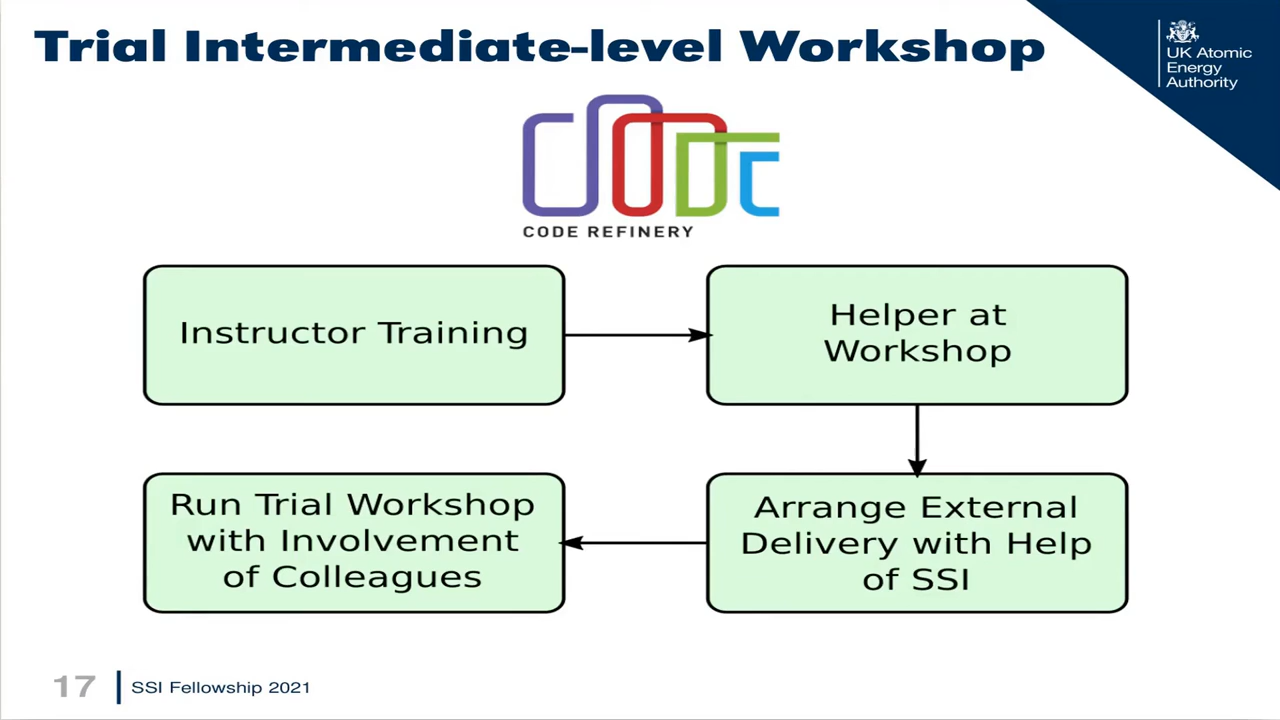 Trial Intermediate-level Workshop
UK Atomic
Energy
Authority
CODE
CODE REFINERY
Instructor Training
Helper at
Workshop
Run Trial Workshop
with Involvement
of Colleagues
Arrange External
Delivery with Help
of SSI
17
SSI Fellowship 2021